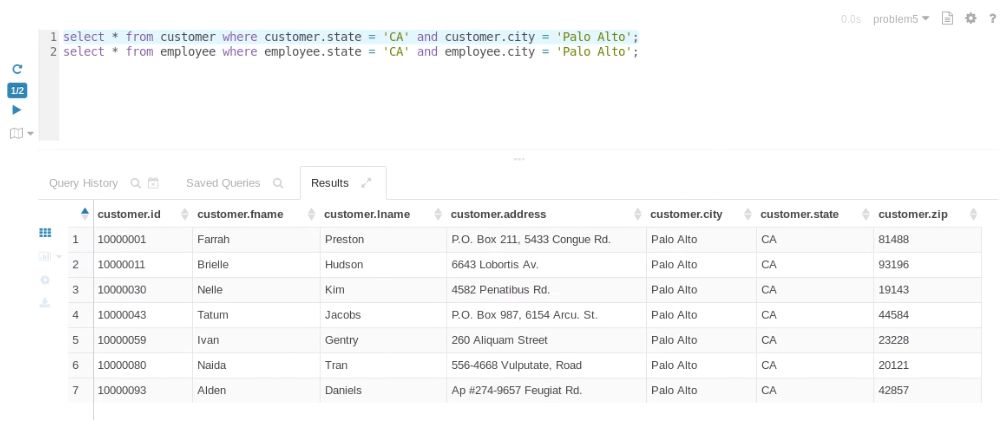 0.0s problem5 ?
1 select * from customer where customer.state = 'CA' and customer.city = 'Palo Alto';
2 select * from employee where employee.state = 'CA' and employee.city = 'Palo Alto';
1/2
Query History Saved Queries Results
customer.id customer.fname customer.lname customer.address customer.city customer.state customer.zip
1 10000001 Farrah Preston P.O. Box 211, 5433 Congue Rd. Palo Alto CA 81488
2 10000011 Brielle Hudson 6643 Lobortis Av. Palo Alto CA 93196
3 10000030 Nelle Kim 4582 Penatibus Rd. Palo Alto CA 19143
4 10000043 Tatum Jacobs P.O. Box 987, 6154 Arcu. St. Palo Alto CA 44584
5 10000059 Ivan Gentry 260 Aliquam Street Palo Alto CA 23228
6 10000080 Naida Tran 556-4668 Vulputate, Road Palo Alto CA 20121
7 10000093 Alden Daniels Ap #274-9657 Feugiat Rd. Palo Alto CA 42857